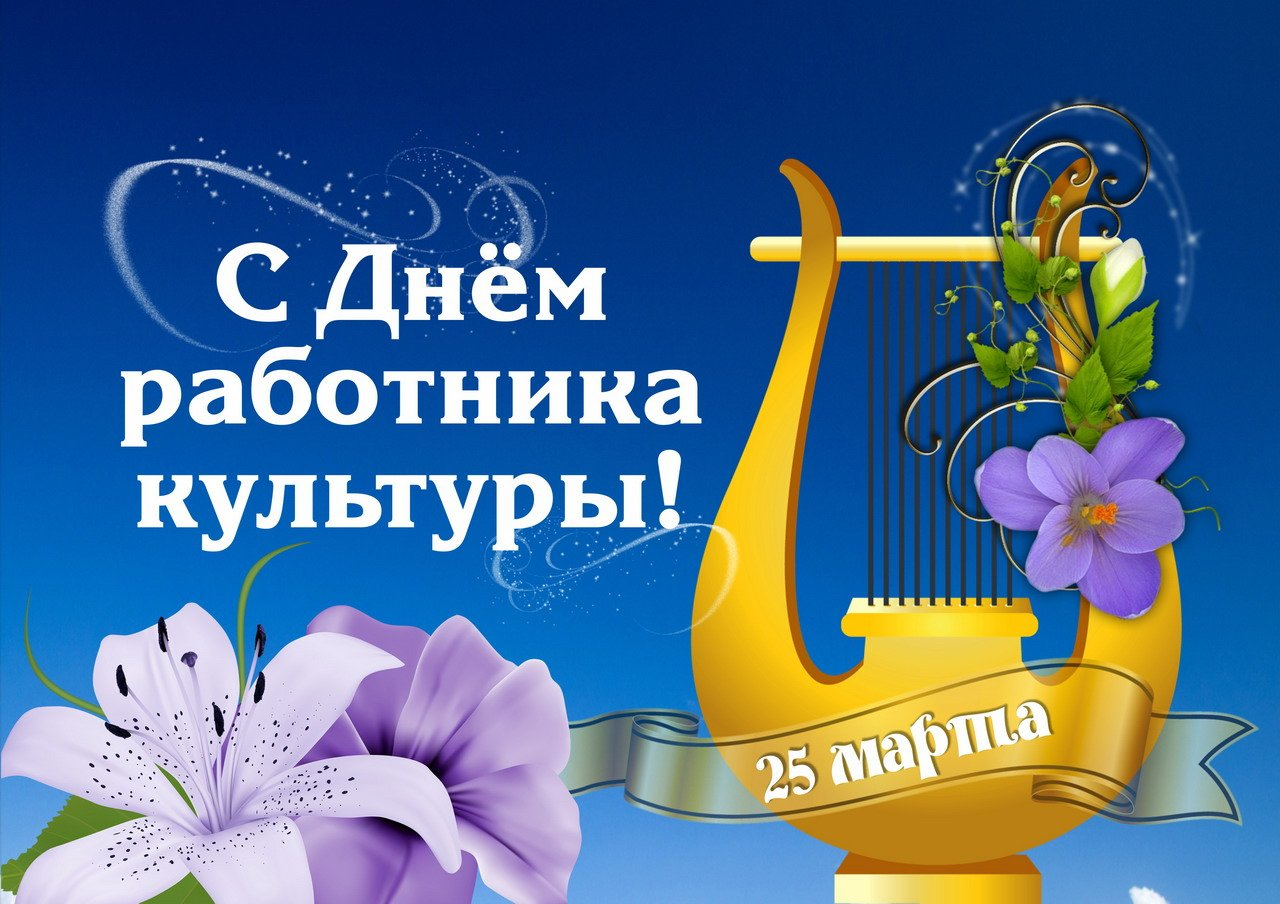 С Днём
работника
культуры!
25 марта